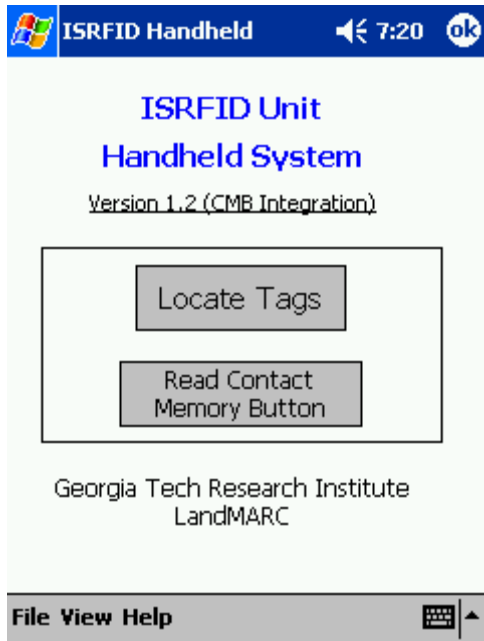 ISRFID Handheld 7:20 ok
ISRFID Unit
Handheld System
Version 1.2 (CMB Integration)
Locate Tags
Read Contact
Memory Button
Georgia Tech Research Institute
LandMARC
File View Help